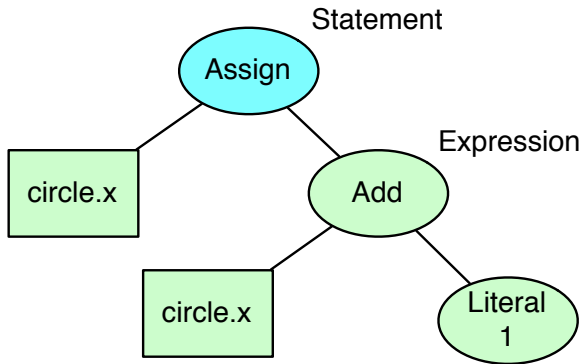 Statement
Assign
Expression
circle.x
Add
circle.x
Literal
1